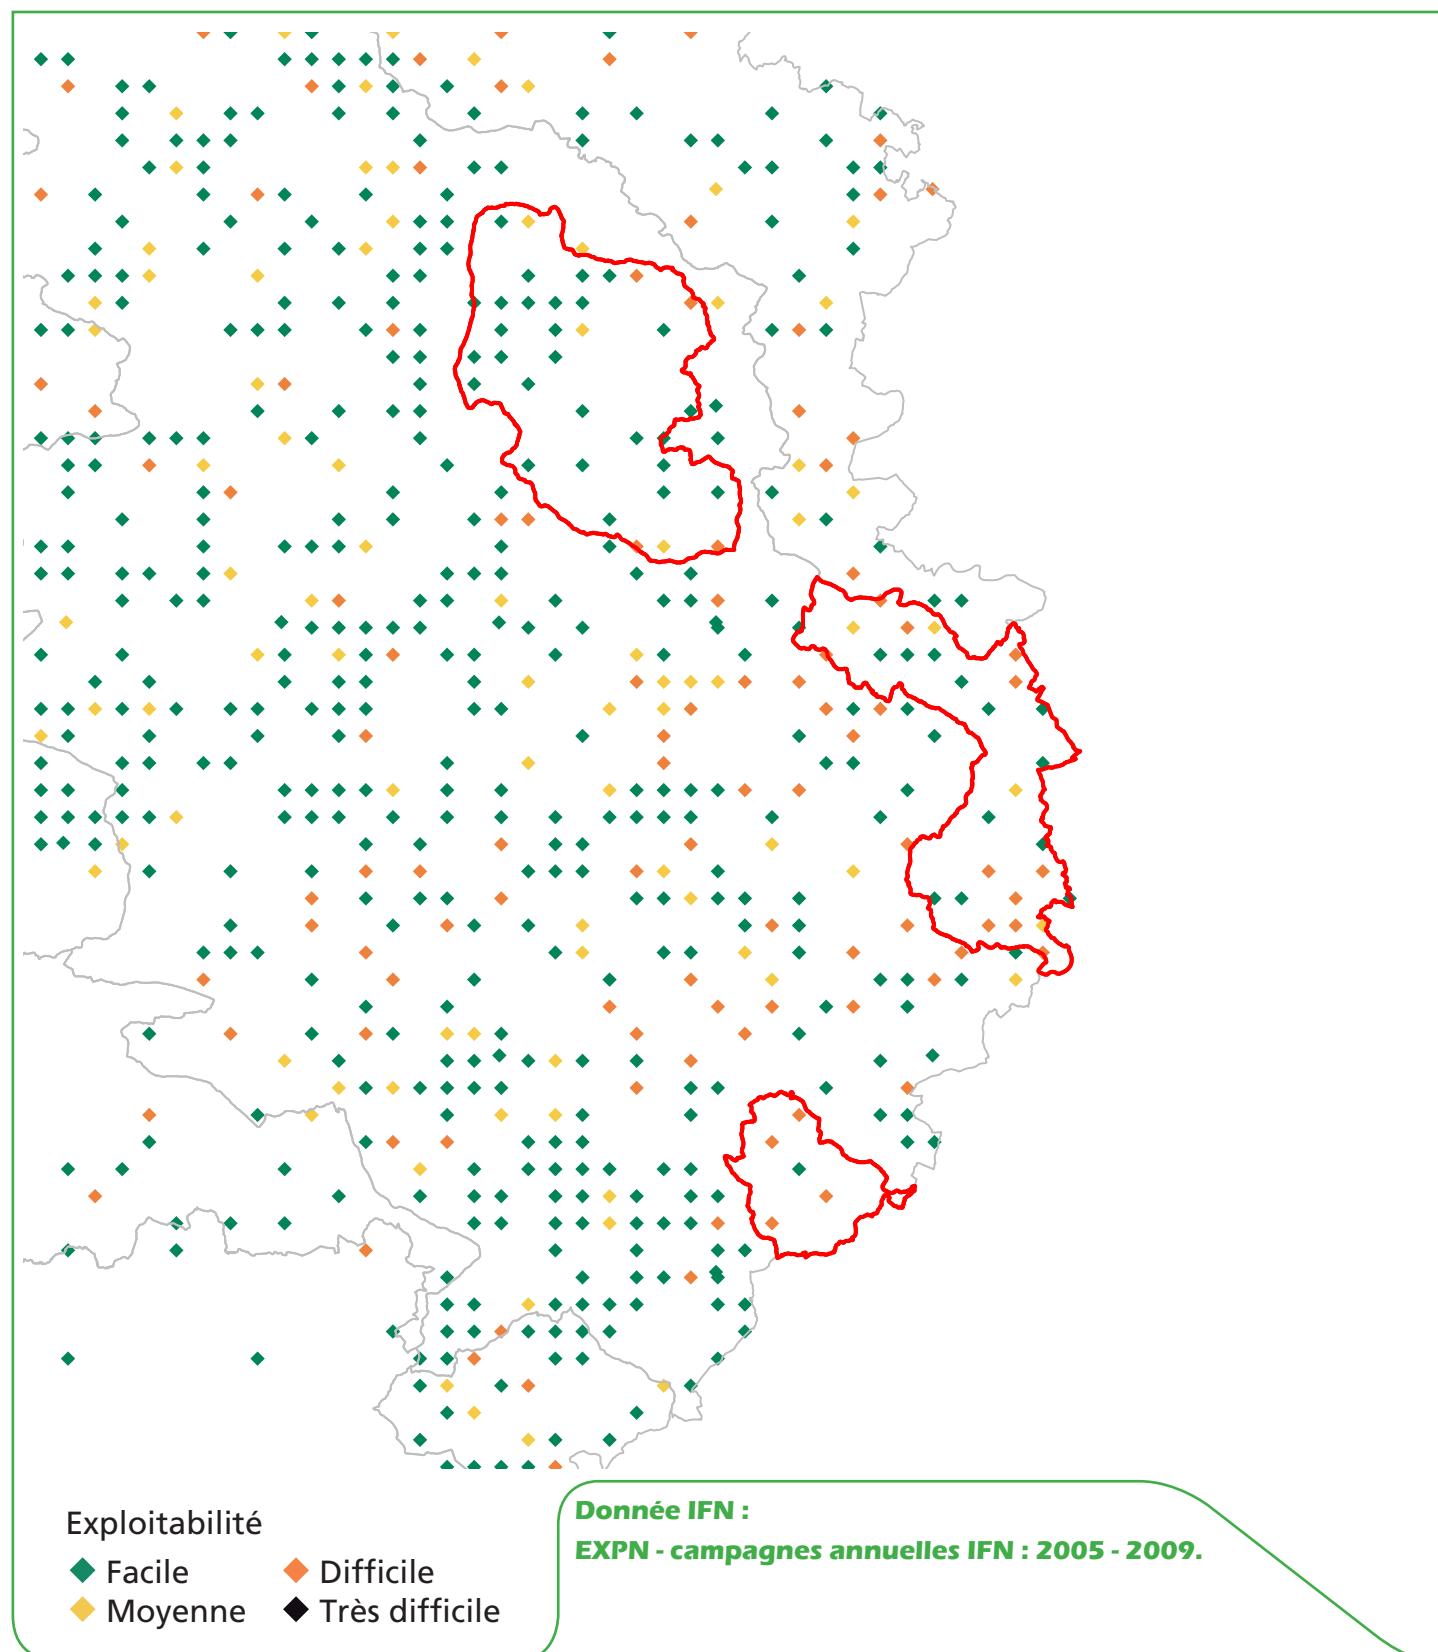 Exploitabilité
Facile
Difficile
Moyenne
Très difficile
Donnée IFN :
EXPN - campagnes annuelles IFN : 2005 - 2009.